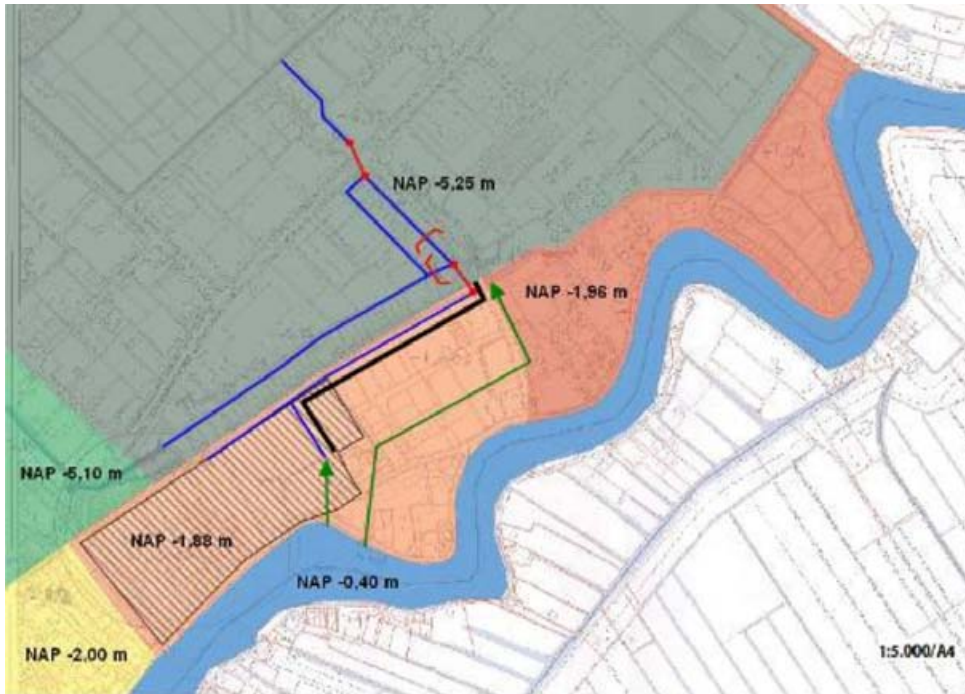 NAP -5,25 m
NAP -1,96 m
NAP -5,10 m
NAP -1,88 m
NAP -0,40 m
NAP -2,00 m
1:5.000/A4